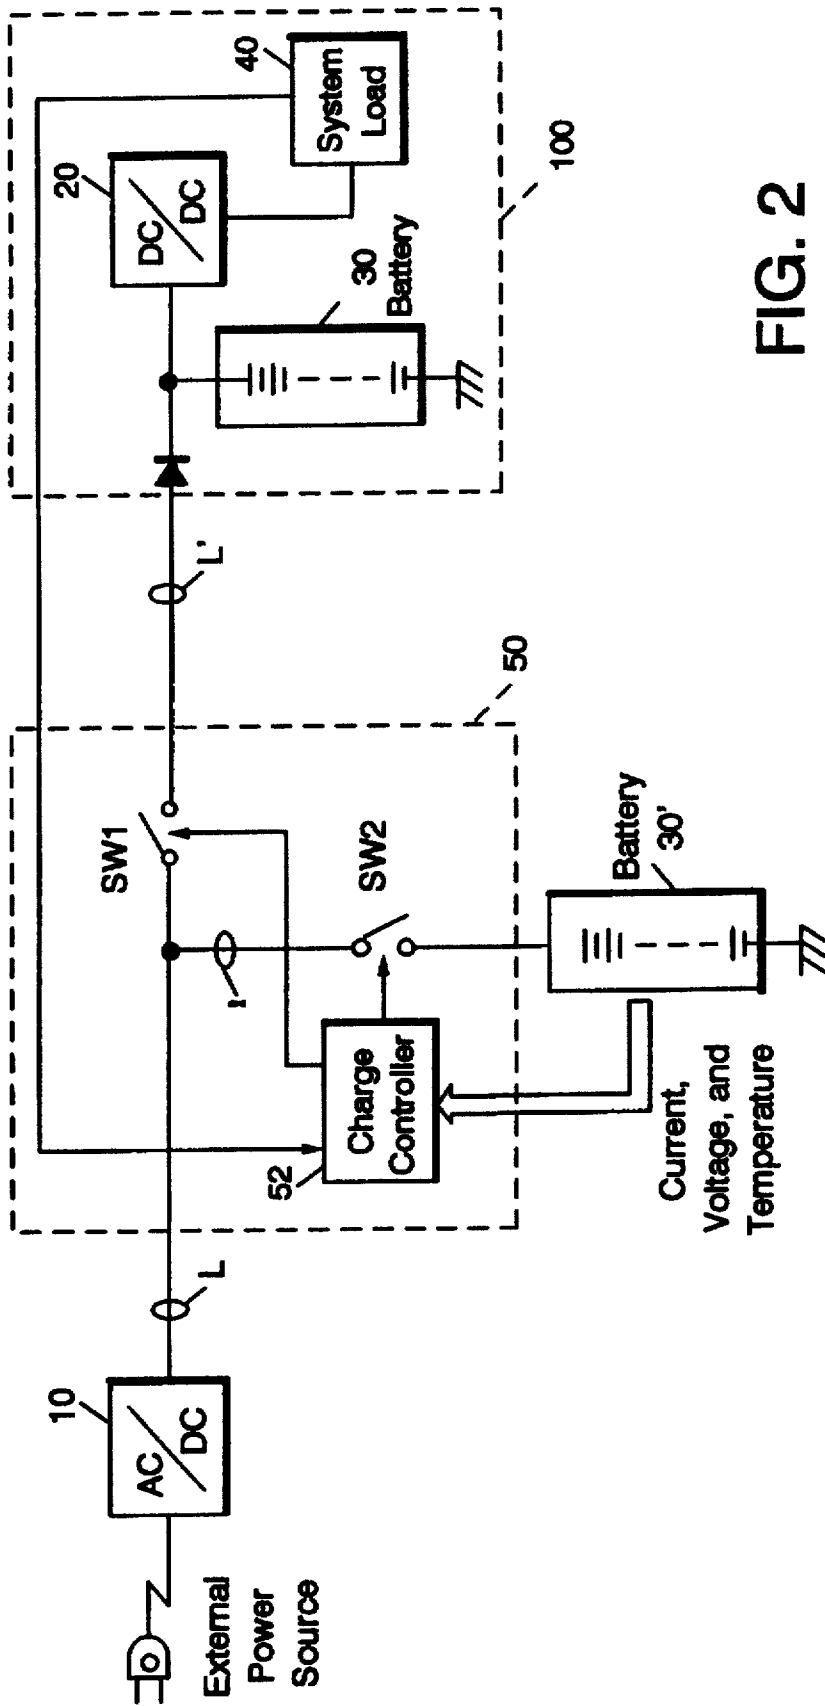 External
Power
Source
10
AC
DC
L
50
52
Charge
Controller
SW1
SW2
Current,
Voltage, and
Temperature
Battery
30'
L'
100
20
DC
DC
30
Battery
40
System
Load
FIG. 2